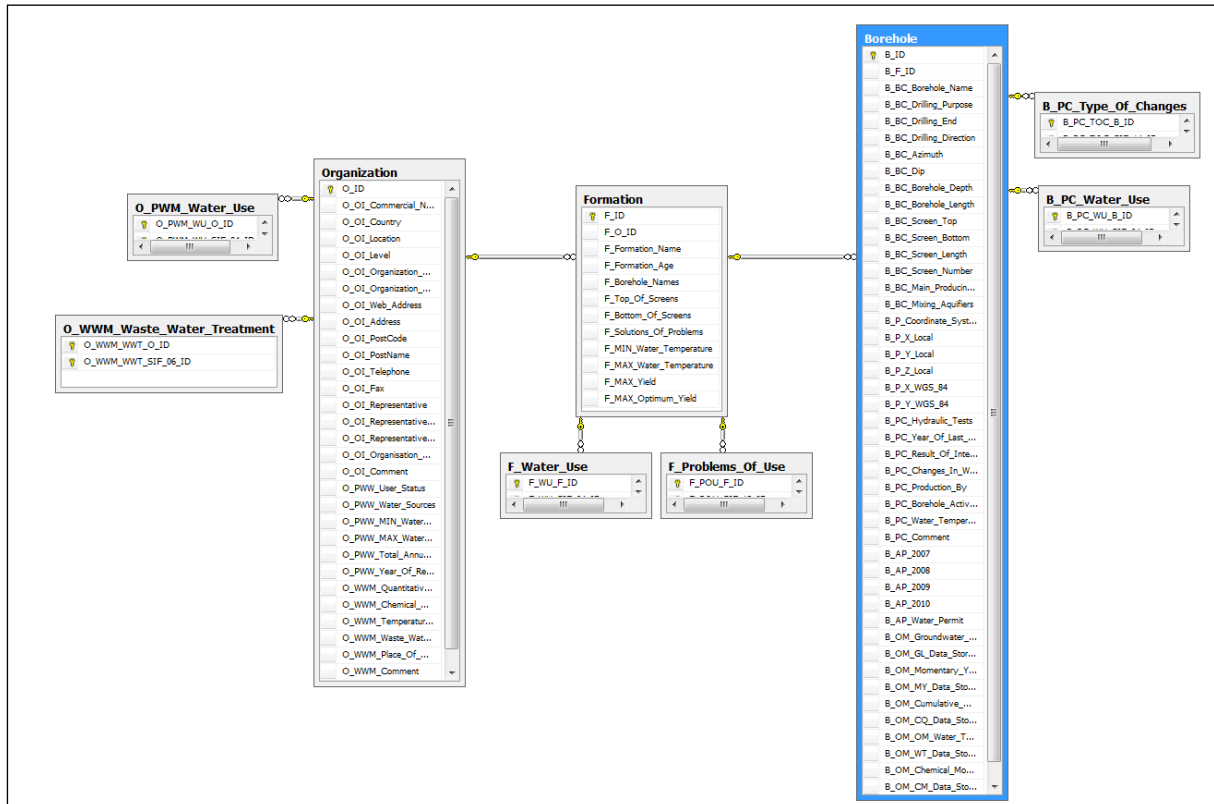 O_PWM_Water_Use
O_PWM_WU_O_ID
O_WWM_Waste_Water_Treatment
O_WWM_WWT_O_ID
O_WWM_WWT_SIF_06_ID
Organization
O_ID
O_OI_Commercial_N...
O_OI_Country
O_OI_Location
O_OI_Level
O_OI_Organization_...
O_OI_Organization_...
O_OI_Web_Address
O_OI_Address
O_OI_PostCode
O_OI_PostName
O_OI_Telephone
O_OI_Fax
O_OI_Representative
O_OI_Representative...
O_OI_Representative...
O_OI_Organisation_...
O_OI_Comment
O_PWW_User_Status
O_PWW_Water_Sources
O_PWW_MIN_Water...
O_PWW_MAX_Water...
O_PWW_Total_Annu...
O_PWW_Year_Of_Re...
O_WWM_Quantitativ...
O_WWM_Chemical_...
O_WWM_Temperatur...
O_WWM_Waste_Wat...
O_WWM_Place_Of_...
O_WWM_Comment
Formation
F_ID
F_O_ID
F_Formation_Name
F_Formation_Age
F_Borehole_Names
F_Top_Of_Screens
F_Bottom_Of_Screens
F_Solutions_Of_Problems
F_MIN_Water_Temperature
F_MAX_Water_Temperature
F_MAX_Yield
F_MAX_Optimum_Yield
F_Water_Use
F_WU_F_ID
F_Problems_Of_Use
F_POU_F_ID
Borehole
B_ID
B_F_ID
B_BC_Borehole_Name
B_BC_Drilling_Purpose
B_BC_Drilling_End
B_BC_Drilling_Direction
B_BC_Azimuth
B_BC_Dip
B_BC_Borehole_Depth
B_BC_Borehole_Length
B_BC_Screen_Top
B_BC_Screen_Bottom
B_BC_Screen_Length
B_BC_Screen_Number
B_BC_Main_Producin...
B_BC_Mixing_Aquifiers
B_P_Coordinate_Syst...
B_P_X_Local
B_P_Y_Local
B_P_Z_Local
B_P_X_WGS_84
B_P_Y_WGS_84
B_PC_Hydraulic_Tests
B_PC_Year_Of_Last_...
B_PC_Result_Of_Inte...
B_PC_Changes_In_W...
B_PC_Production_By
B_PC_Borehole_Activ...
B_PC_Water_Temper...
B_PC_Comment
B_AP_2007
B_AP_2008
B_AP_2009
B_AP_2010
B_AP_Water_Permit
B_OM_Groundwater_...
B_OM_GL_Data_Stor...
B_OM_Momentary_Y...
B_OM_MY_Data_Sto...
B_OM_Cumulative_...
B_OM_CQ_Data_Sto...
B_OM_OM_Water_T...
B_OM_WT_Data_Sto...
B_OM_Chemical_Mo...
B_OM_CM_Data_Sto...
B_PC_Type_Of_Changes
B_PC_TOC_B_ID
B_PC_Water_Use
B_PC_WU_B_ID